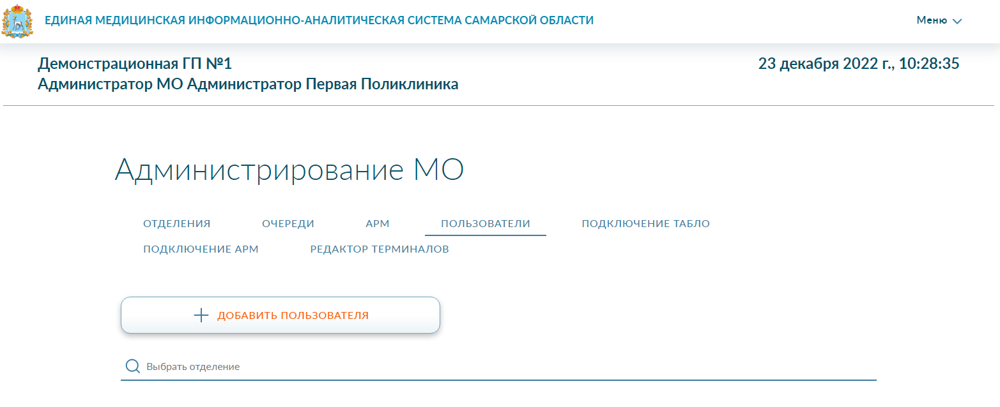 ЕДИНАЯ МЕДИЦИНСКАЯ ИНФОРМАЦИОННО-АНАЛИТИЧЕСКАЯ СИСТЕМА САМАРСКОЙ ОБЛАСТИ
Меню
Демонстрационная ГП №1
23 декабря 2022 г., 10:28:35
Администратор МО Администратор Первая Поликлиника
Администрирование МО
ОТДЕЛЕНИЯ ОЧЕРЕДИ АРМ ПОЛЬЗОВАТЕЛИ ПОДКЛЮЧЕНИЕ ТАБЛО
ПОДКЛЮЧЕНИЕ АРМ РЕДАКТОР ТЕРМИНАЛОВ
ДОБАВИТЬ ПОЛЬЗОВАТЕЛЯ
Выбрать отделение